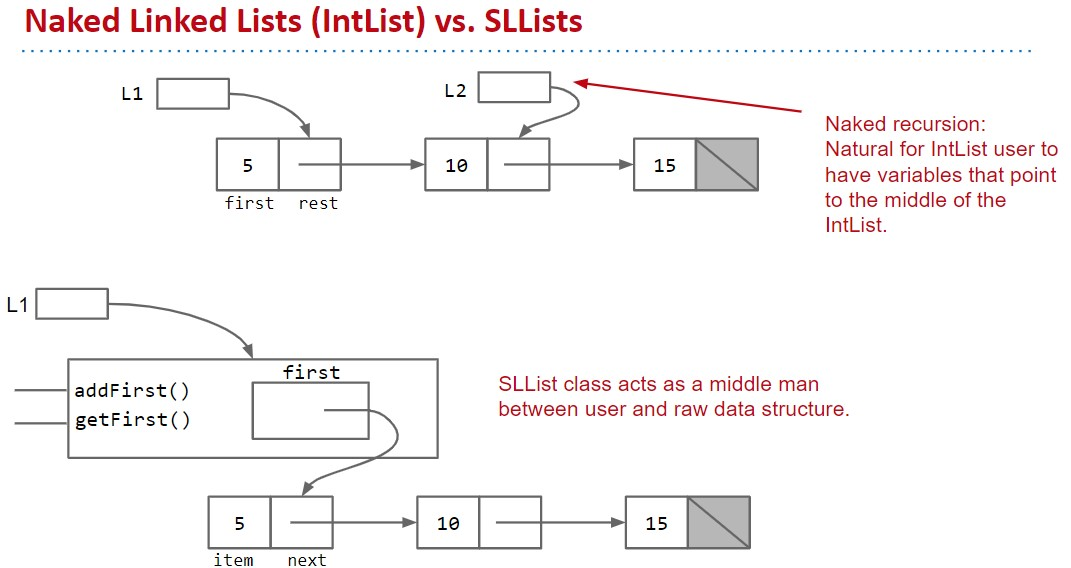 Naked Linked Lists (IntList) vs. SLLists
L1
L2
5
10
15
first rest
Naked recursion:
Natural for IntList user to
have variables that point
to the middle of the
IntList.
L1
first
addFirst()
getFirst()
SLList class acts as a middle man
between user and raw data structure.
5
10
15
item next